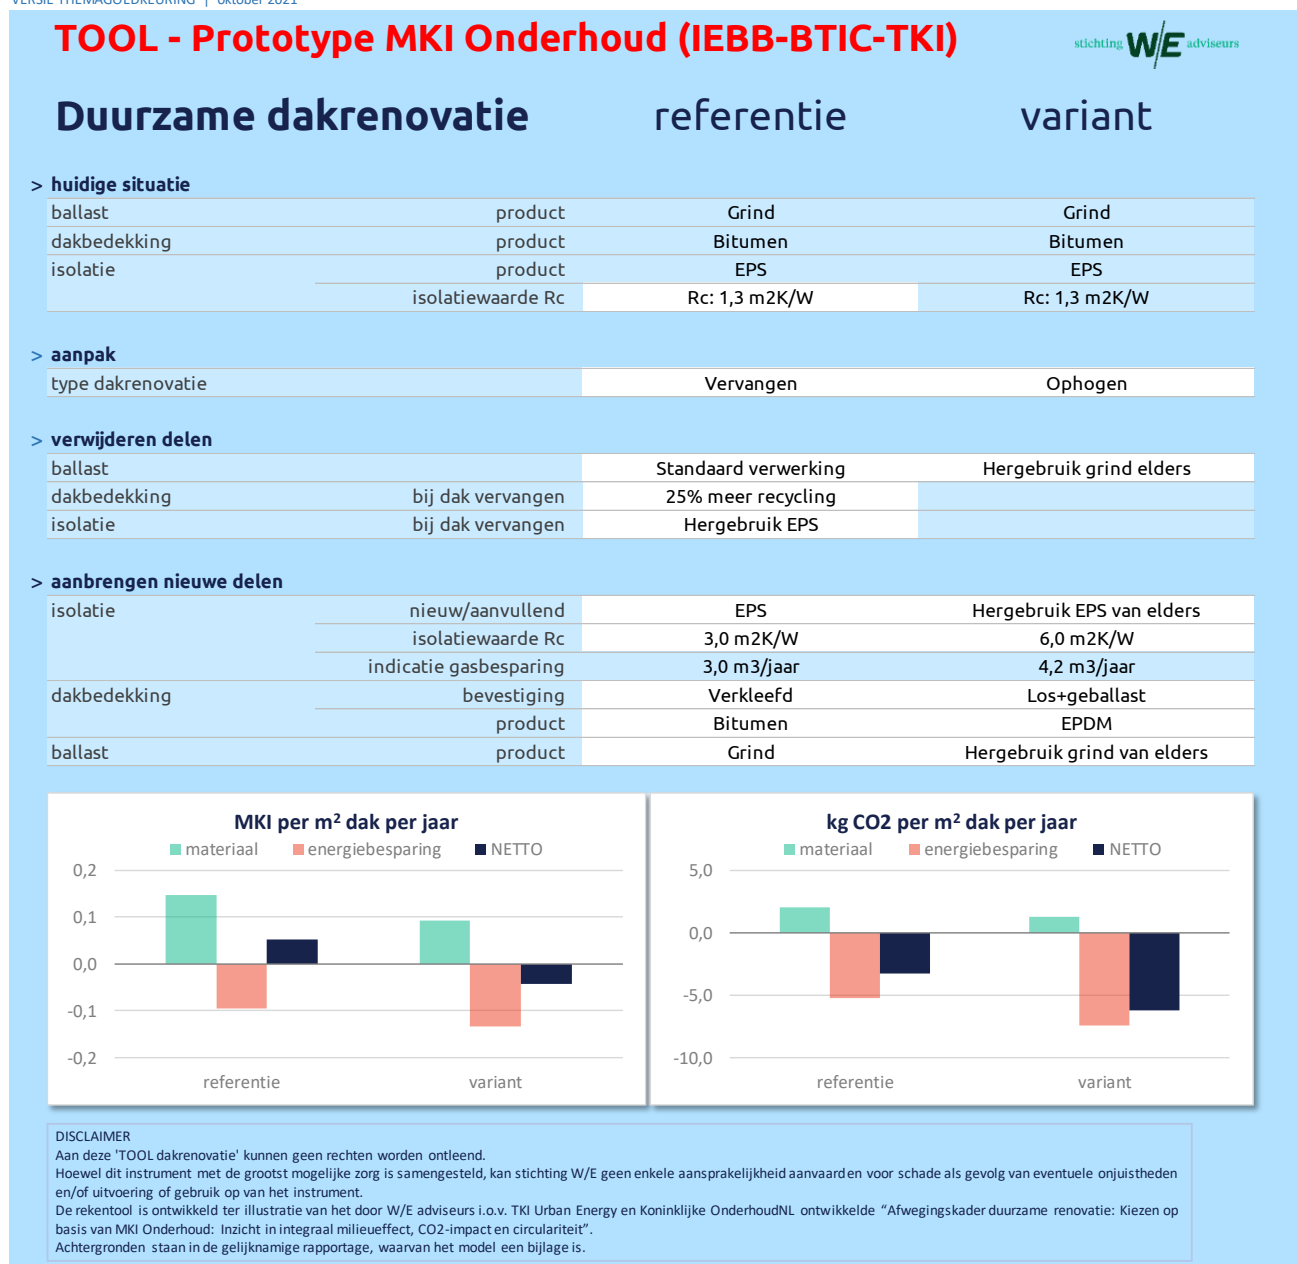 VERSIE THEMAGOEDKEURING | oktober 2021
TOOL - Prototype MKI Onderhoud (IEBB-BTIC-TKI)
stichting W/E adviseurs
Duurzame dakrenovatie referentie variant
> huidige situatie
ballast product Grind Grind
dakbedekking product Bitumen Bitumen
isolatie product EPS EPS
isolatiewaarde Rc Rc: 1,3 m2K/W Rc: 1,3 m2K/W
> aanpak
type dakrenovatie Vervangen Ophogen
> verwijderen delen
ballast Standaard verwerking Hergebruik grind elders
dakbedekking bij dak vervangen 25% meer recycling
isolatie bij dak vervangen Hergebruik EPS
> aanbrengen nieuwe delen
isolatie nieuw/aanvullend EPS Hergebruik EPS van elders
isolatiewaarde Rc 3,0 m2K/W 6,0 m2K/W
indicatie gasbesparing 3,0 m3/jaar 4,2 m3/jaar
dakbedekking bevestiging Verkleefd Los+geballast
product Bitumen EPDM
ballast product Grind Hergebruik grind van elders
MKI per m² dak per jaar
materiaal energiebesparing NETTO
0,2
0,1
0,0
-0,1
-0,2
referentie variant
kg CO2 per m² dak per jaar
materiaal energiebesparing NETTO
5,0
0,0
-5,0
-10,0
referentie variant
DISCLAIMER
Aan deze 'TOOL dakrenovatie' kunnen geen rechten worden ontleend.
Hoewel dit instrument met de grootst mogelijke zorg is samengesteld, kan stichting W/E geen enkele aansprakelijkheid aanvaarden voor schade als gevolg van eventuele onjuistheden
en/of uitvoering of gebruik op van het instrument.
De rekentool is ontwikkeld ter illustratie van het door W/E adviseurs i.o.v. TKI Urban Energy en Koninklijke OnderhoudNL ontwikkelde “Afwegingskader duurzame renovatie: Kiezen op
basis van MKI Onderhoud: Inzicht in integraal milieueffect, CO2-impact en circulariteit”.
Achtergronden staan in de gelijknamige rapportage, waarvan het model een bijlage is.